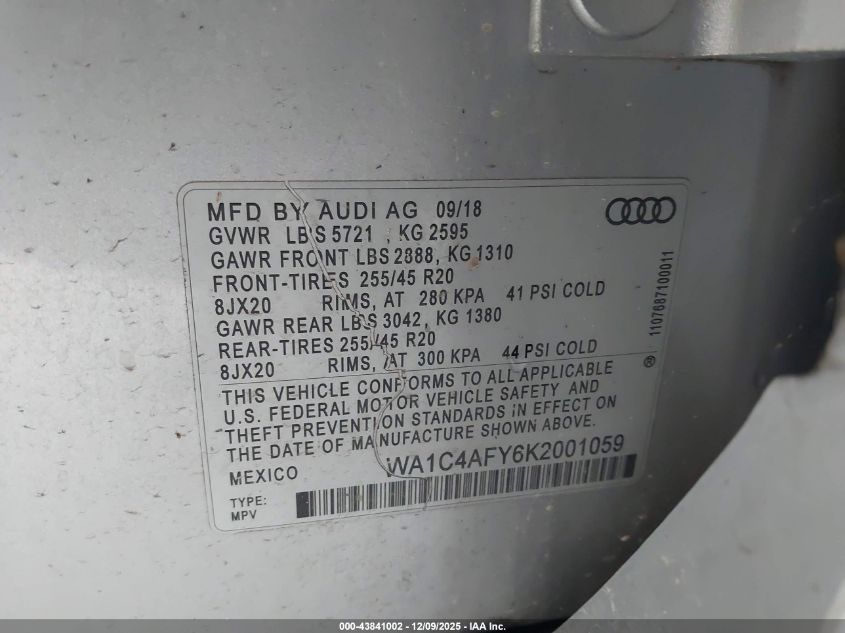 MFD BY AUDI AG 09/18
GVWR LBS 5721 , KG 2595
GAWR FRONT LBS 2888, KG 1310
FRONT-TIRES 255/45 R20
8JX20 RIMS, AT 280 KPA 41 PSI COLD
GAWR REAR LBS 3042, KG 1380
REAR-TIRES 255/45 R20
8JX20 RIMS, AT 300 KPA 44 PSI COLD
THIS VEHICLE CONFORMS TO ALL APPLICABLE
U.S. FEDERAL MOTOR VEHICLE SAFETY AND
THEFT PREVENTION STANDARDS IN EFFECT ON
THE DATE OF MANUFACTURE SHOWN ABOVE.
MEXICO WA1C4AFY6K2001059
TYPE:
MPV
1107687100011
®
000-43841002 - 12/09/2025 - IAA Inc.